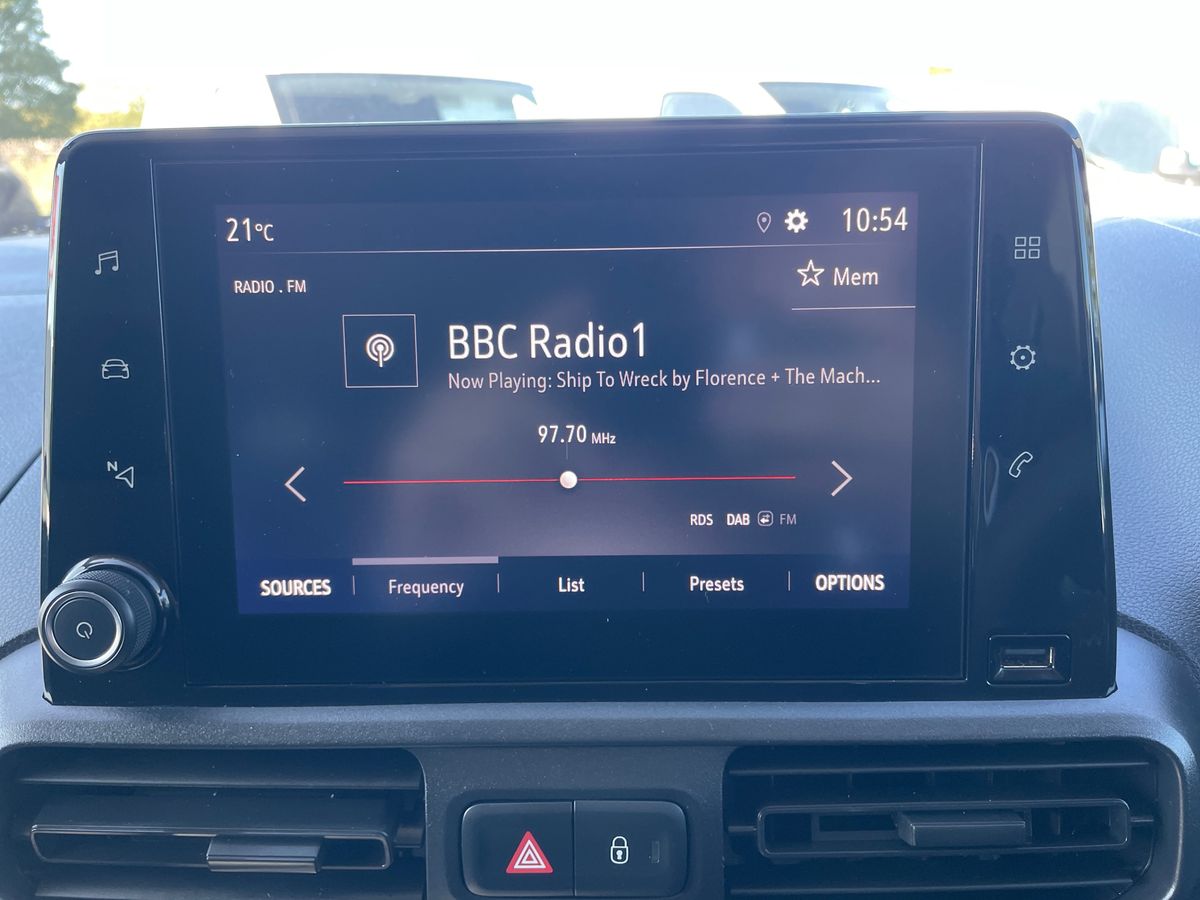 21°C
10:54
Mem
RADIO . FM
BBC Radio1
Now Playing: Ship To Wreck by Florence + The Mach...
97.70 MHz
RDS DAB FM
SOURCES Frequency List Presets OPTIONS
N